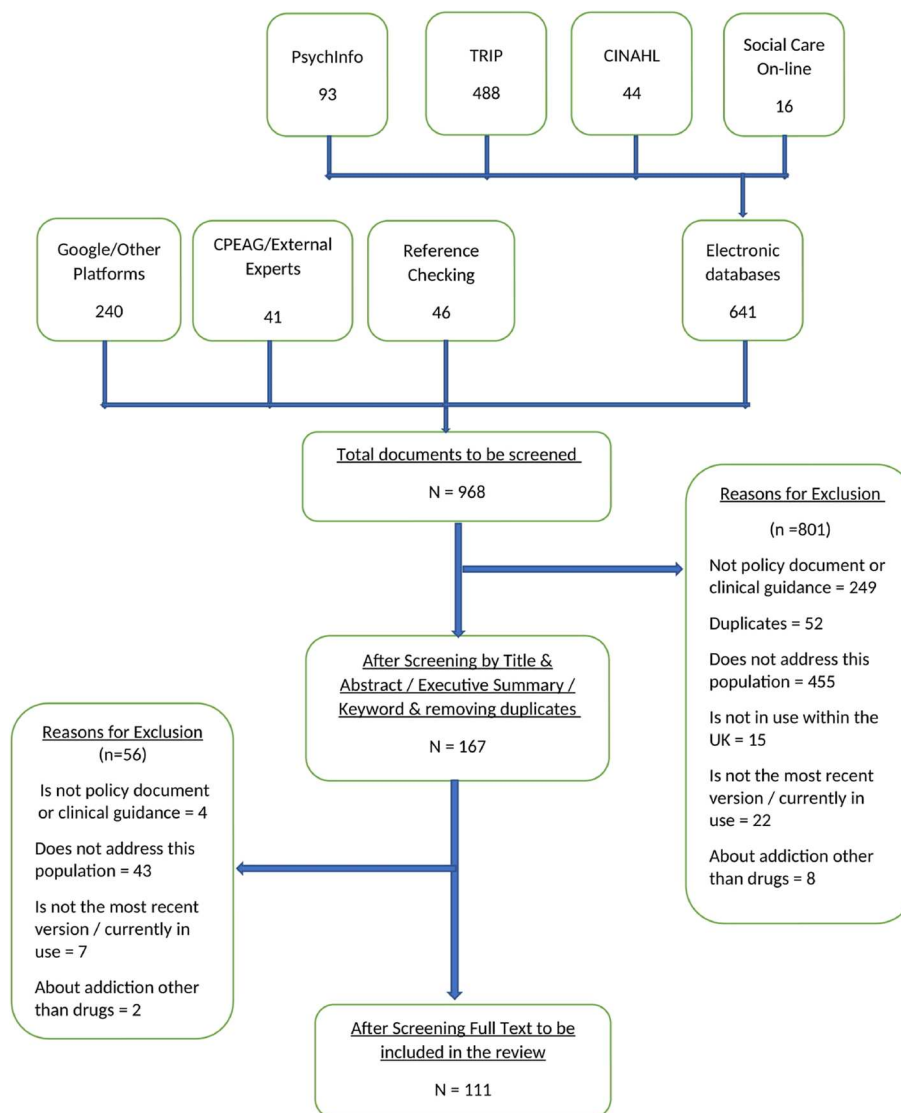 PsychInfo
93
TRIP
488
CINAHL
44
Social Care
On-line
16
Google/Other
Platforms
240
CPEAG/External
Experts
41
Reference
Checking
46
Electronic
databases
641
Total documents to be screened
N = 968
Reasons for Exclusion
(n =801)
Not policy document or
clinical guidance = 249
Duplicates = 52
Does not address this
population = 455
Is not in use within the
UK = 15
Is not the most recent
version / currently in
use = 22
About addiction other
than drugs = 8
After Screening by Title &
Abstract / Executive Summary /
Keyword & removing duplicates
N = 167
Reasons for Exclusion
(n=56)
Is not policy document
or clinical guidance = 4
Does not address this
population = 43
Is not the most recent
version / currently in
use = 7
About addiction other
than drugs = 2
After Screening Full Text to be
included in the review
N = 111